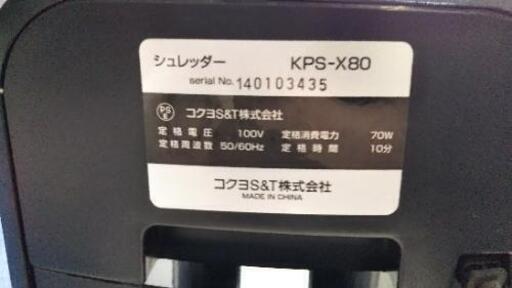 シュレッダー KPS-X80
serial No. 140103435
PS E コクヨS&T株式会社
定格電圧 100V 定格消費電力 70W
定格周波数 50/60Hz 定格時間 10分
コクヨS&T株式会社
MADE IN CHINA